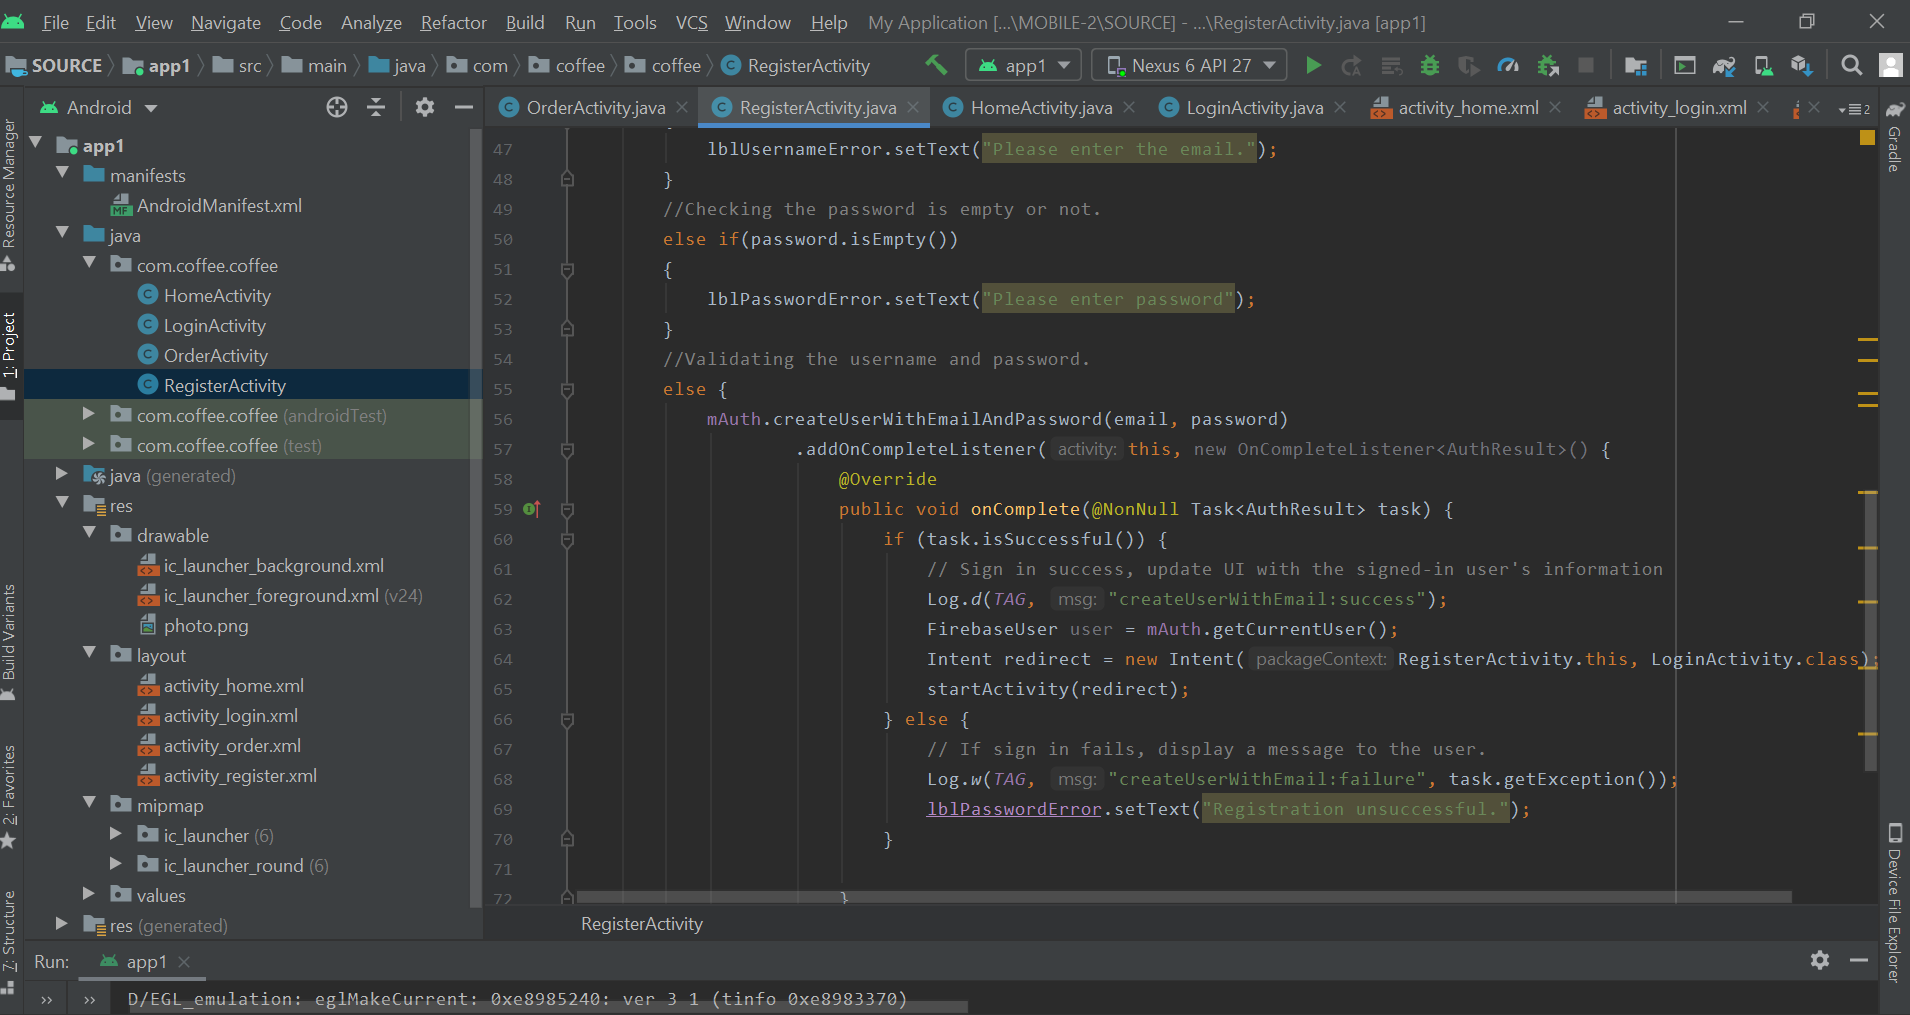 File Edit View Navigate Code Analyze Refactor Build Run Tools VCS Window Help My Application [...\MOBILE-2\SOURCE] - ...\RegisterActivity.java [app1]
SOURCE app1 src main java com coffee coffee RegisterActivity app1 Nexus 6 API 27
Android
OrderActivity.java RegisterActivity.java HomeActivity.java LoginActivity.java activity_home.xml activity_login.xml 2
Resource Manager
1: Project
Build Variants
2: Favorites
7: Structure
app1
manifests
AndroidManifest.xml
java
com.coffee.coffee
HomeActivity
LoginActivity
OrderActivity
RegisterActivity
com.coffee.coffee (androidTest)
com.coffee.coffee (test)
java (generated)
res
drawable
ic_launcher_background.xml
ic_launcher_foreground.xml (v24)
photo.png
layout
activity_home.xml
activity_login.xml
activity_order.xml
activity_register.xml
mipmap
ic_launcher (6)
ic_launcher_round (6)
values
res (generated)
47 lblUsernameError.setText("Please enter the email.");
48 }
49 //Checking the password is empty or not.
50 else if(password.isEmpty())
51 {
52 lblPasswordError.setText("Please enter password");
53 }
54 //Validating the username and password.
55 else {
56 mAuth.createUserWithEmailAndPassword(email, password)
57 .addOnCompleteListener( activity: this, new OnCompleteListener<AuthResult>() {
58 @Override
59 public void onComplete(@NonNull Task<AuthResult> task) {
60 if (task.isSuccessful()) {
61 // Sign in success, update UI with the signed-in user's information
62 Log.d(TAG, msg: "createUserWithEmail:success");
63 FirebaseUser user = mAuth.getCurrentUser();
64 Intent redirect = new Intent( packageContext: RegisterActivity.this, LoginActivity.class);
65 startActivity(redirect);
66 } else {
67 // If sign in fails, display a message to the user.
68 Log.w(TAG, msg: "createUserWithEmail:failure", task.getException());
69 lblPasswordError.setText("Registration unsuccessful.");
70 }
71
72 }
RegisterActivity
Gradle
Device File Explorer
Run: app1
D/EGL_emulation: eglMakeCurrent: 0xe8985240: ver 3 1 (tinfo 0xe8983370)